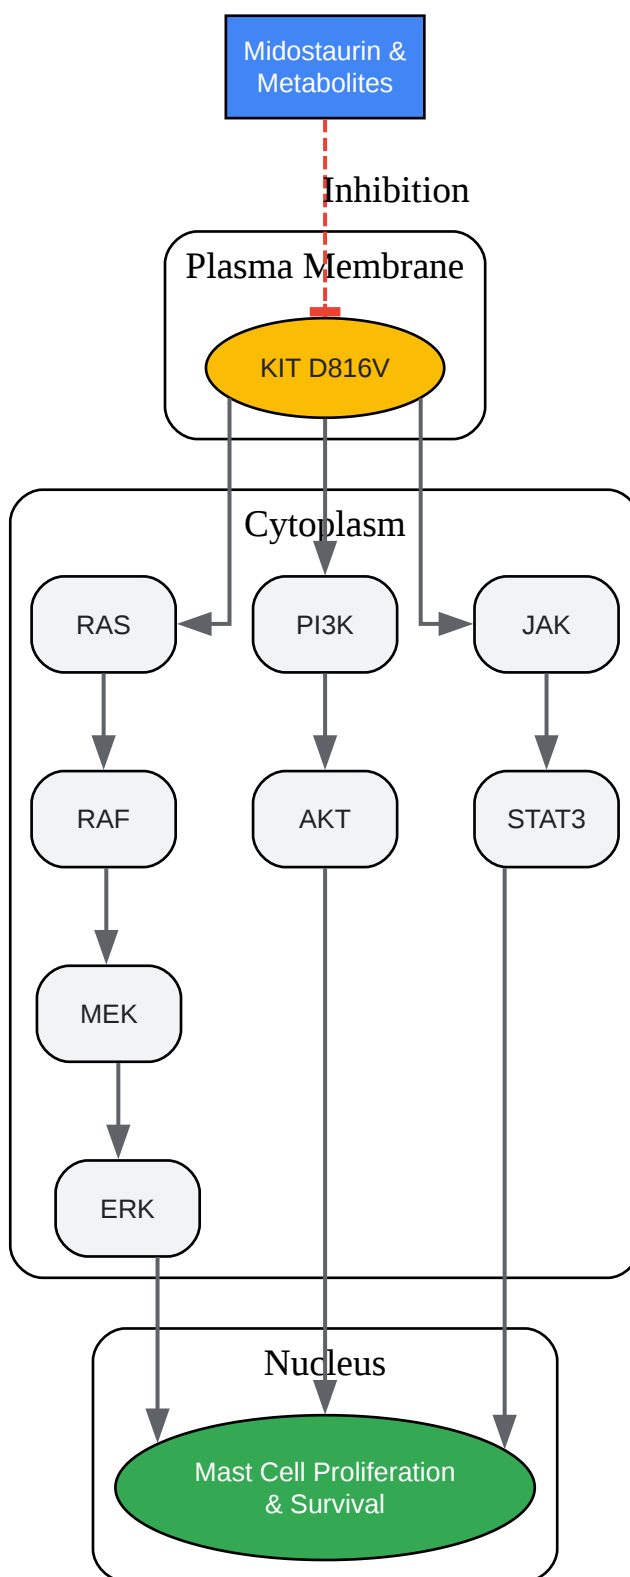 Midostaurin &
Metabolites
Inhibition
Plasma Membrane
KIT D816V
Cytoplasm
RAS
PI3K
JAK
RAF
AKT
STAT3
MEK
ERK
Nucleus
Mast Cell Proliferation
& Survival